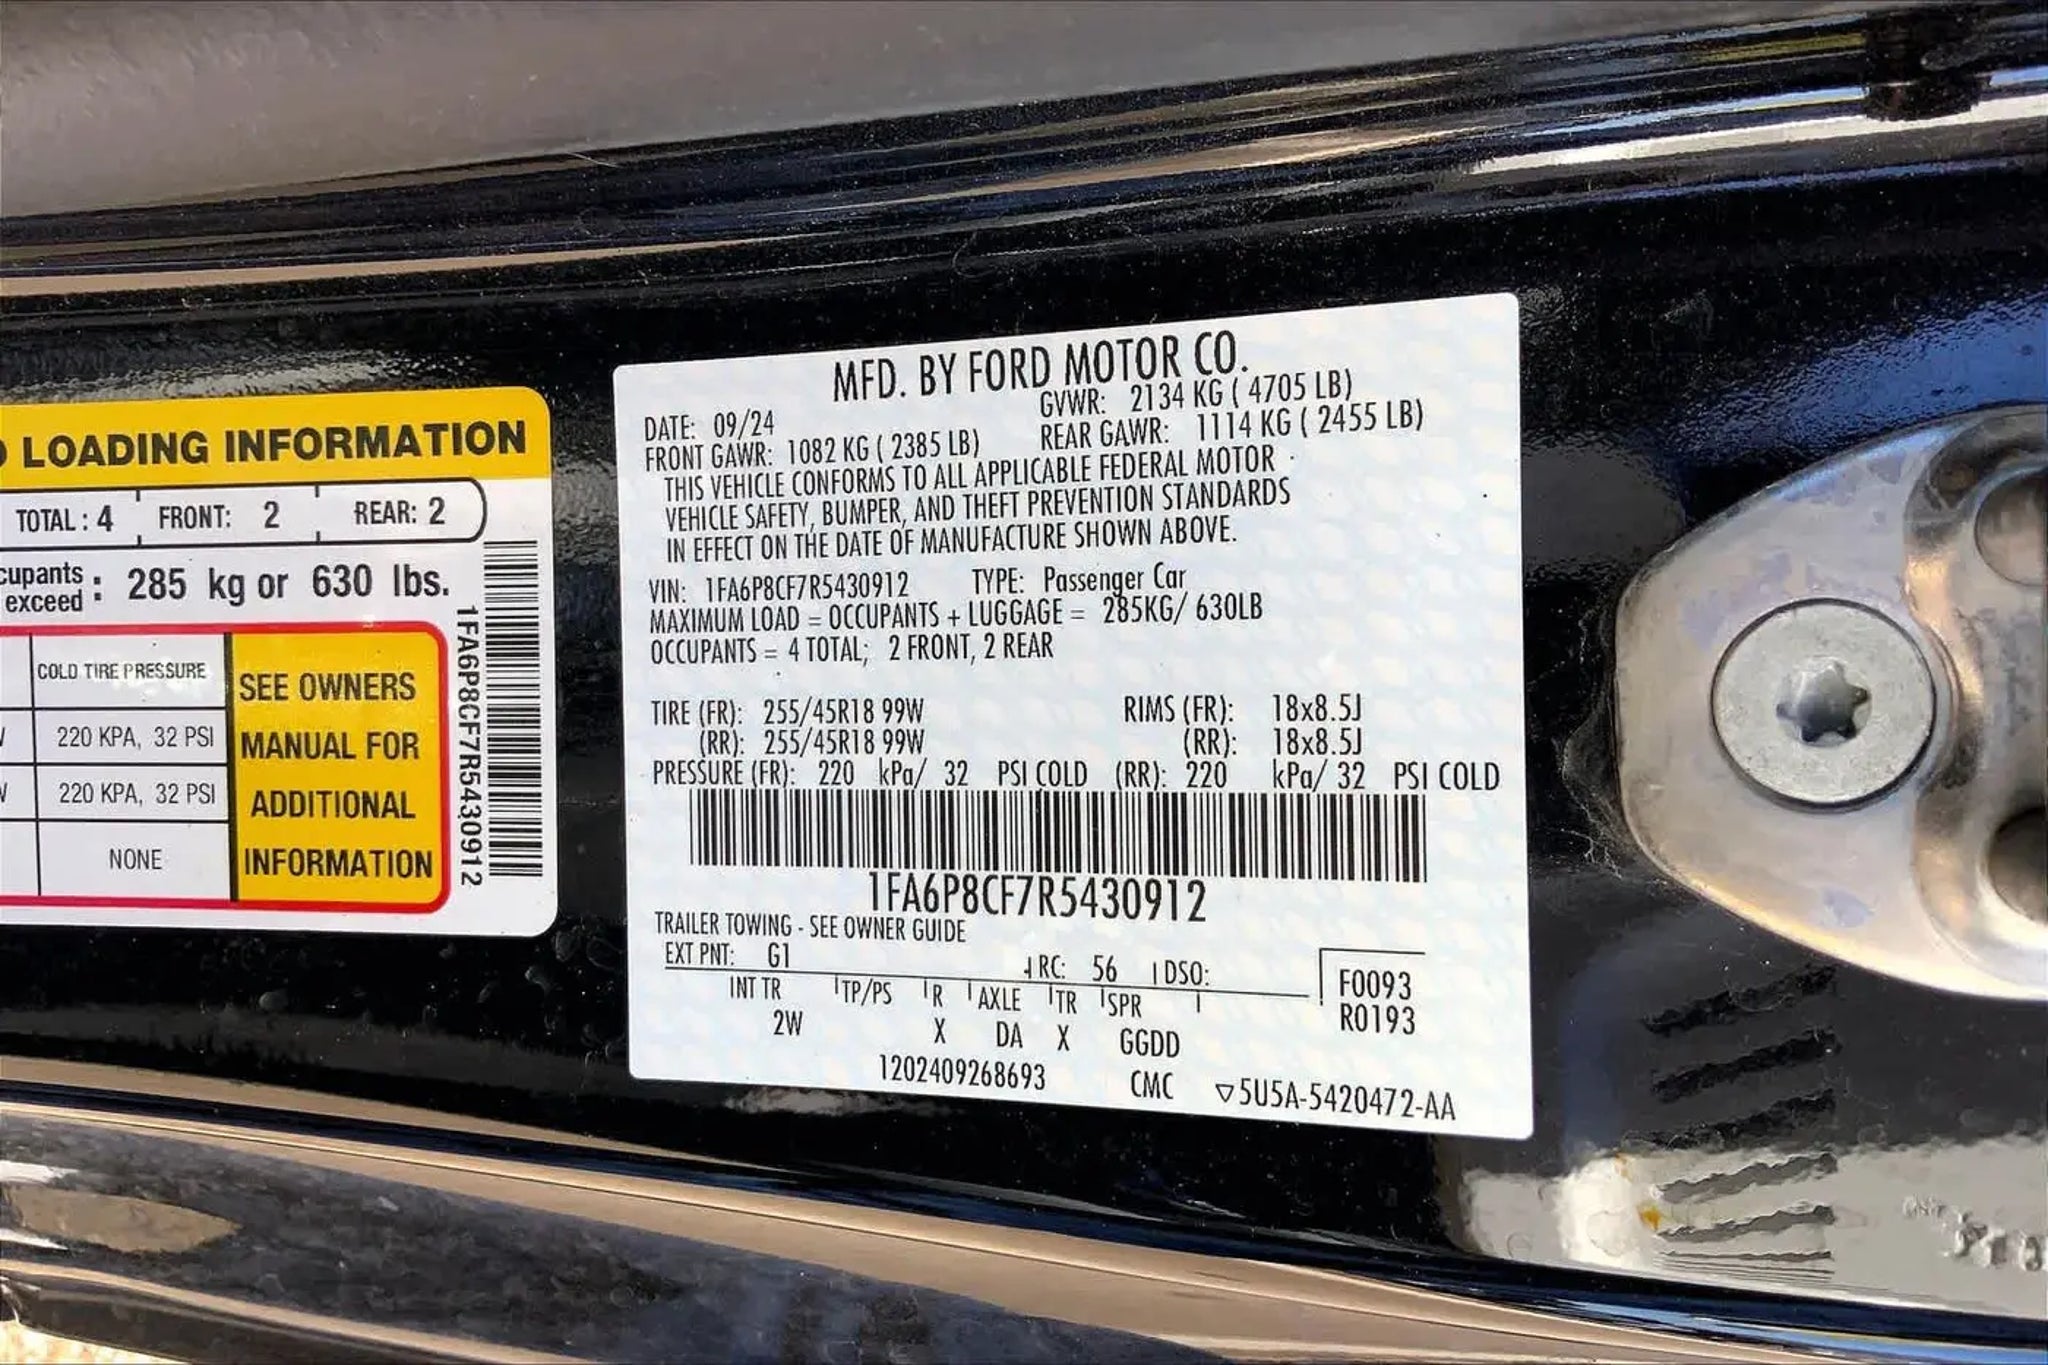 LOADING INFORMATION
TOTAL : 4 FRONT: 2 REAR: 2
cupants
exceed : 285 kg or 630 lbs.
COLD TIRE PRESSURE
220 KPA, 32 PSI
220 KPA, 32 PSI
NONE
SEE OWNERS
MANUAL FOR
ADDITIONAL
INFORMATION
1FA6P8CF7R5430912
MFD. BY FORD MOTOR CO.
DATE: 09/24 GVWR: 2134 KG ( 4705 LB)
FRONT GAWR: 1082 KG ( 2385 LB) REAR GAWR: 1114 KG ( 2455 LB)
THIS VEHICLE CONFORMS TO ALL APPLICABLE FEDERAL MOTOR
VEHICLE SAFETY, BUMPER, AND THEFT PREVENTION STANDARDS
IN EFFECT ON THE DATE OF MANUFACTURE SHOWN ABOVE.
VIN: 1FA6P8CF7R5430912 TYPE: Passenger Car
MAXIMUM LOAD = OCCUPANTS + LUGGAGE = 285KG/ 630LB
OCCUPANTS = 4 TOTAL; 2 FRONT, 2 REAR
TIRE (FR): 255/45R18 99W RIMS (FR): 18x8.5J
(RR): 255/45R18 99W (RR): 18x8.5J
PRESSURE (FR): 220 kPa/ 32 PSI COLD (RR): 220 kPa/ 32 PSI COLD
1FA6P8CF7R5430912
TRAILER TOWING - SEE OWNER GUIDE
EXT PNT: G1 RC: 56 DSO: F0093
INT TR TP/PS R AXLE TR SPR R0193
2W X DA X GGDD
1202409268693 CMC ▽5U5A-5420472-AA